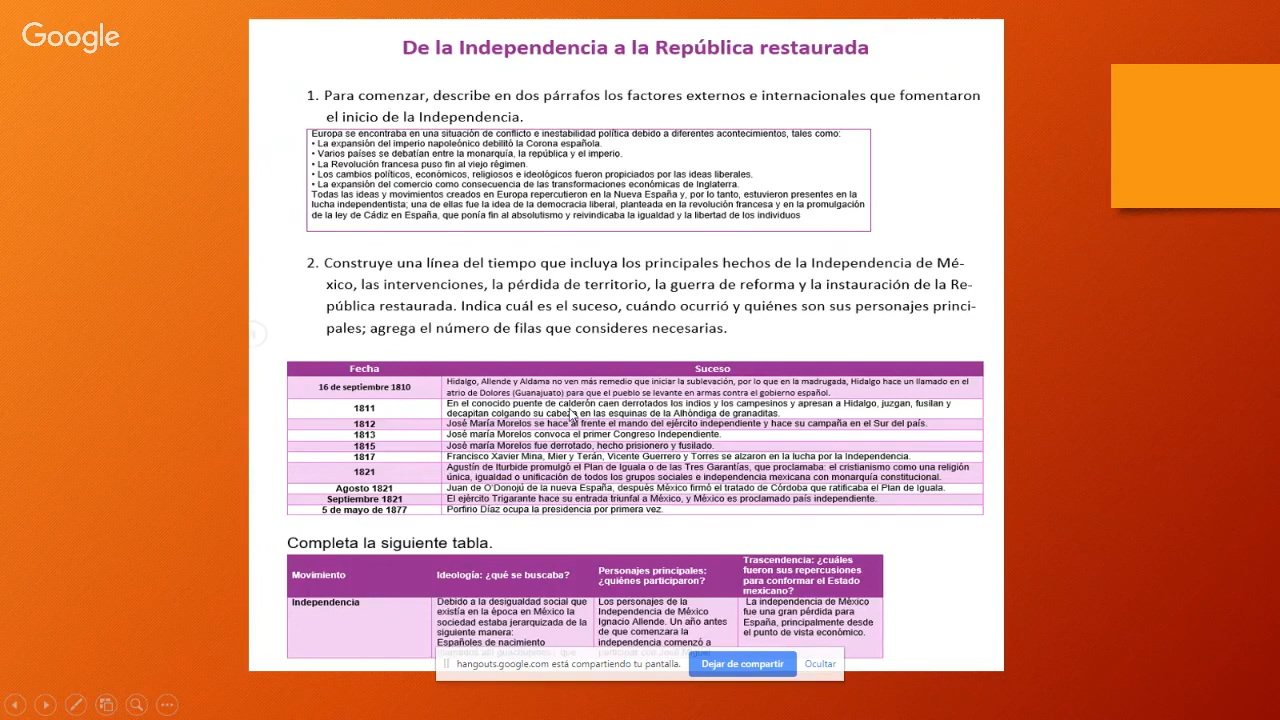 Google
De la Independencia a la República restaurada
1. Para comenzar, describe en dos párrafos los factores externos e internacionales que fomentaron
el inicio de la Independencia.
Europa se encontraba en una situación de conflicto e inestabilidad política debido a diferentes acontecimientos, tales como:
• La expansión del imperio napoleónico debilitó la Corona española.
• Varios países se debatían entre la monarquía, la república y el imperio.
• La Revolución francesa puso fin al viejo régimen.
• Los cambios políticos, económicos, religiosos e ideológicos fueron propiciados por las ideas liberales.
• La expansión del comercio como consecuencia de las transformaciones económicas de Inglaterra.
Todas las ideas y movimientos creados en Europa repercutieron en la Nueva España y, por lo tanto, estuvieron presentes en la
lucha independentista; una de ellas fue la idea de la democracia liberal, planteada en la revolución francesa y en la promulgación
de la ley de Cádiz en España, que ponía fin al absolutismo y reivindicaba la igualdad y la libertad de los individuos
2. Construye una línea del tiempo que incluya los principales hechos de la Independencia de Mé-
xico, las intervenciones, la pérdida de territorio, la guerra de reforma y la instauración de la Re-
pública restaurada. Indica cuál es el suceso, cuándo ocurrió y quiénes son sus personajes princi-
pales; agrega el número de filas que consideres necesarias.
Fecha Suceso
16 de septiembre 1810 Hidalgo, Allende y Aldama no ven más remedio que iniciar la sublevación, por lo que en la madrugada, Hidalgo hace un llamado en el
atrio de Dolores (Guanajuato) para que el pueblo se levante en armas contra el gobierno español.
1811 En el conocido puente de calderón caen derrotados los indios y los campesinos y apresan a Hidalgo, juzgan, fusilan y
decapitan colgando su cabeza en las esquinas de la Alhóndiga de granaditas.
1812 José María Morelos se hace al frente el mando del ejército independiente y hace su campaña en el Sur del país.
1813 José maría Morelos convoca el primer Congreso Independiente.
1815 José maría Morelos fue derrotado, hecho prisionero y fusilado.
1817 Francisco Xavier Mina, Mier y Terán, Vicente Guerrero y Torres se alzaron en la lucha por la Independencia.
1821 Agustín de Iturbide promulgó el Plan de Iguala o de las Tres Garantías, que proclamaba: el cristianismo como una religión
única, igualdad o unificación de todos los grupos sociales e independencia mexicana con monarquía constitucional.
Agosto 1821 Juan de O'Donojú de la nueva España, después México firmó el tratado de Córdoba que ratificaba el Plan de Iguala.
Septiembre 1821 El ejército Trigarante hace su entrada triunfal a México, y México es proclamado país independiente.
5 de mayo de 1877 Porfirio Díaz ocupa la presidencia por primera vez.
Completa la siguiente tabla.
Movimiento Ideología: ¿qué se buscaba? Personajes principales: ¿quiénes participaron? Trascendencia: ¿cuáles fueron sus repercusiones para conformar el Estado mexicano?
Independencia
Debido a la desigualdad social que
existía en la época en México la
sociedad estaba jerarquizada de la
siguiente manera:
Españoles de nacimiento
Los personajes de la
Independencia de México
Ignacio Allende. Un año antes
de que comenzara la
independencia comenzó a
La independencia de México
fue una gran pérdida para
España, principalmente desde
el punto de vista económico.
hangouts.google.com está compartiendo tu pantalla. Dejar de compartir Ocultar